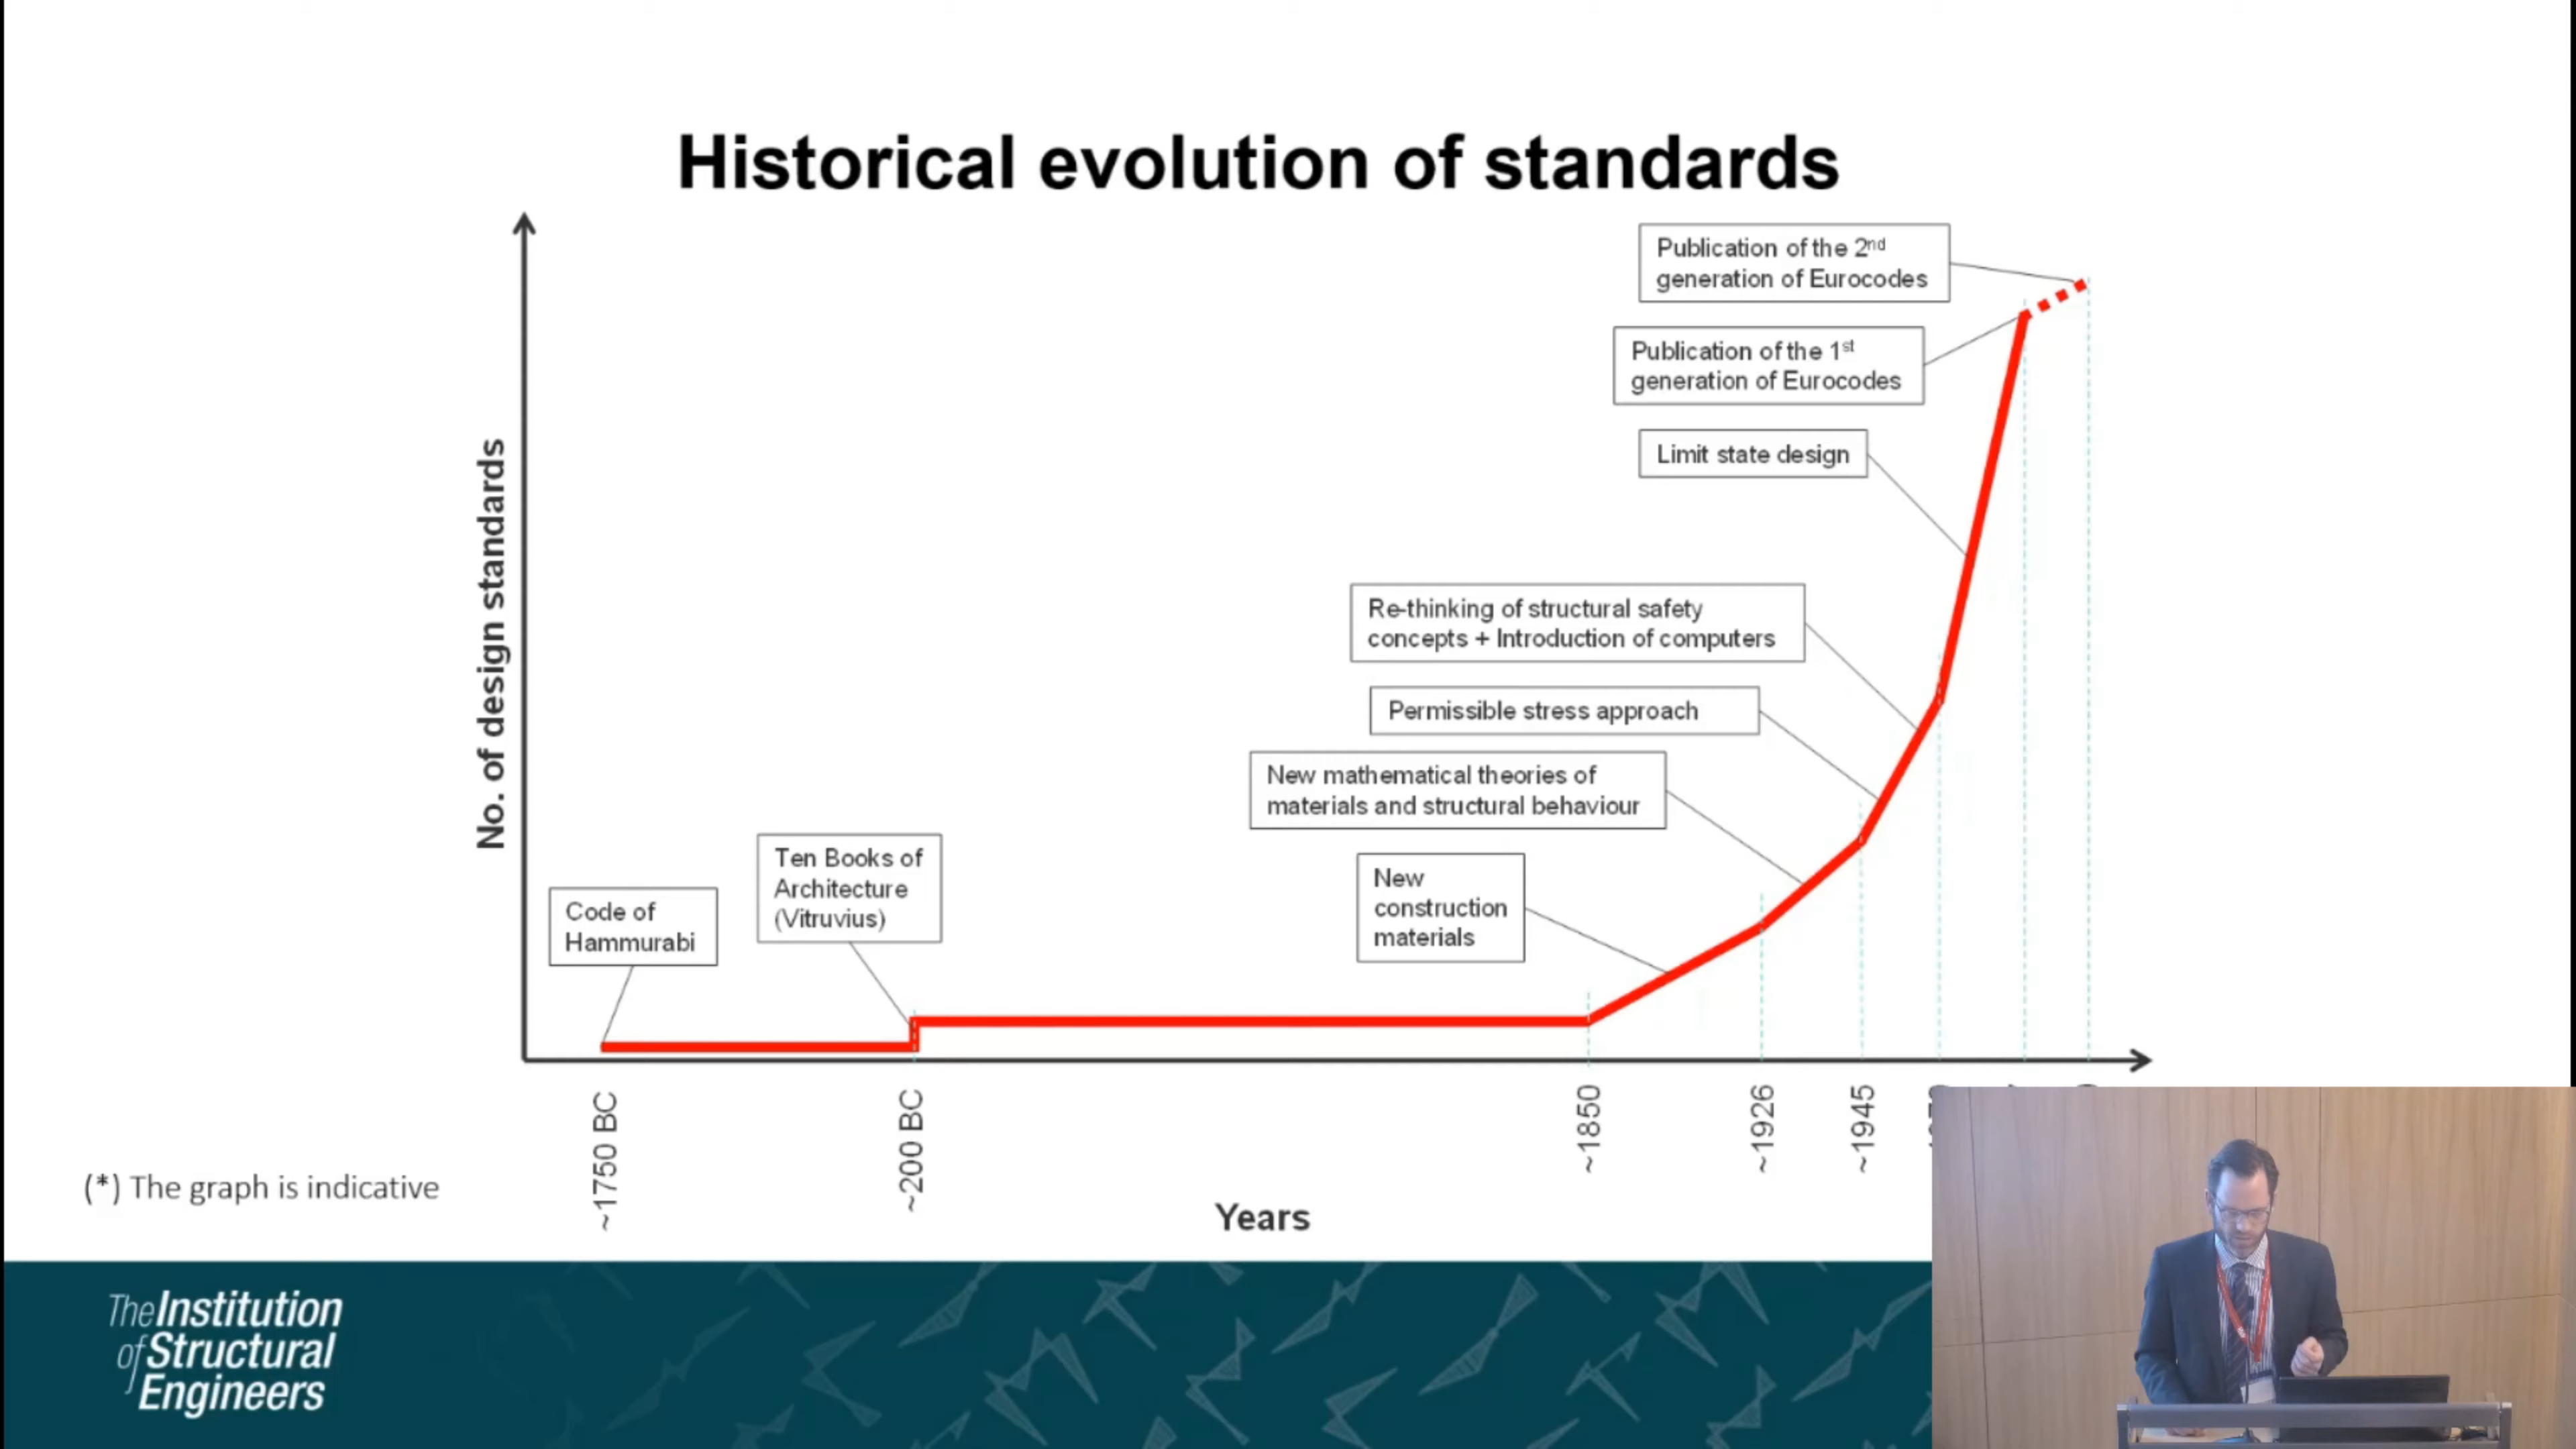 Historical evolution of standards
Publication of the 2nd
generation of Eurocodes
Publication of the 1st
generation of Eurocodes
Limit state design
Re-thinking of structural safety
concepts + Introduction of computers
Permissible stress approach
New mathematical theories of
materials and structural behaviour
New
construction
materials
Ten Books of
Architecture
(Vitruvius)
Code of
Hammurabi
No. of design standards
~1750 BC
~200 BC
~1850
~1926
~1945
Years
(*) The graph is indicative
The Institution
of Structural
Engineers